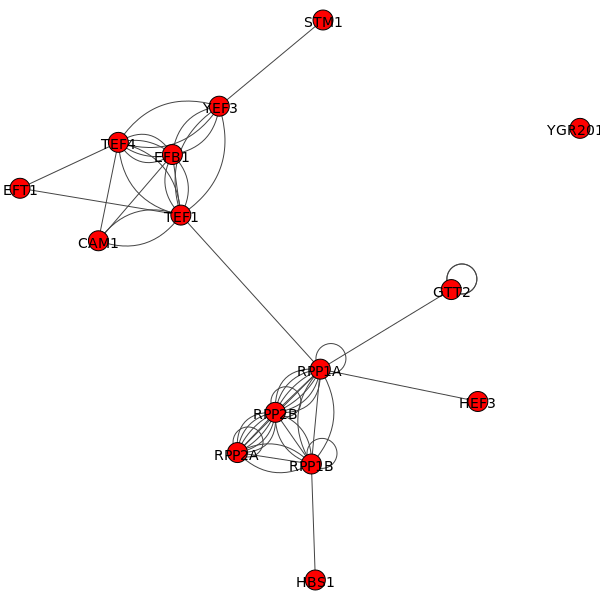 STM1
YEF3
YGR201
TEF4
EFB1
EFT1
TEF1
CAM1
GTT2
RPP1A
HEF3
RPP2B
RPP2A
RPP1B
HBS1